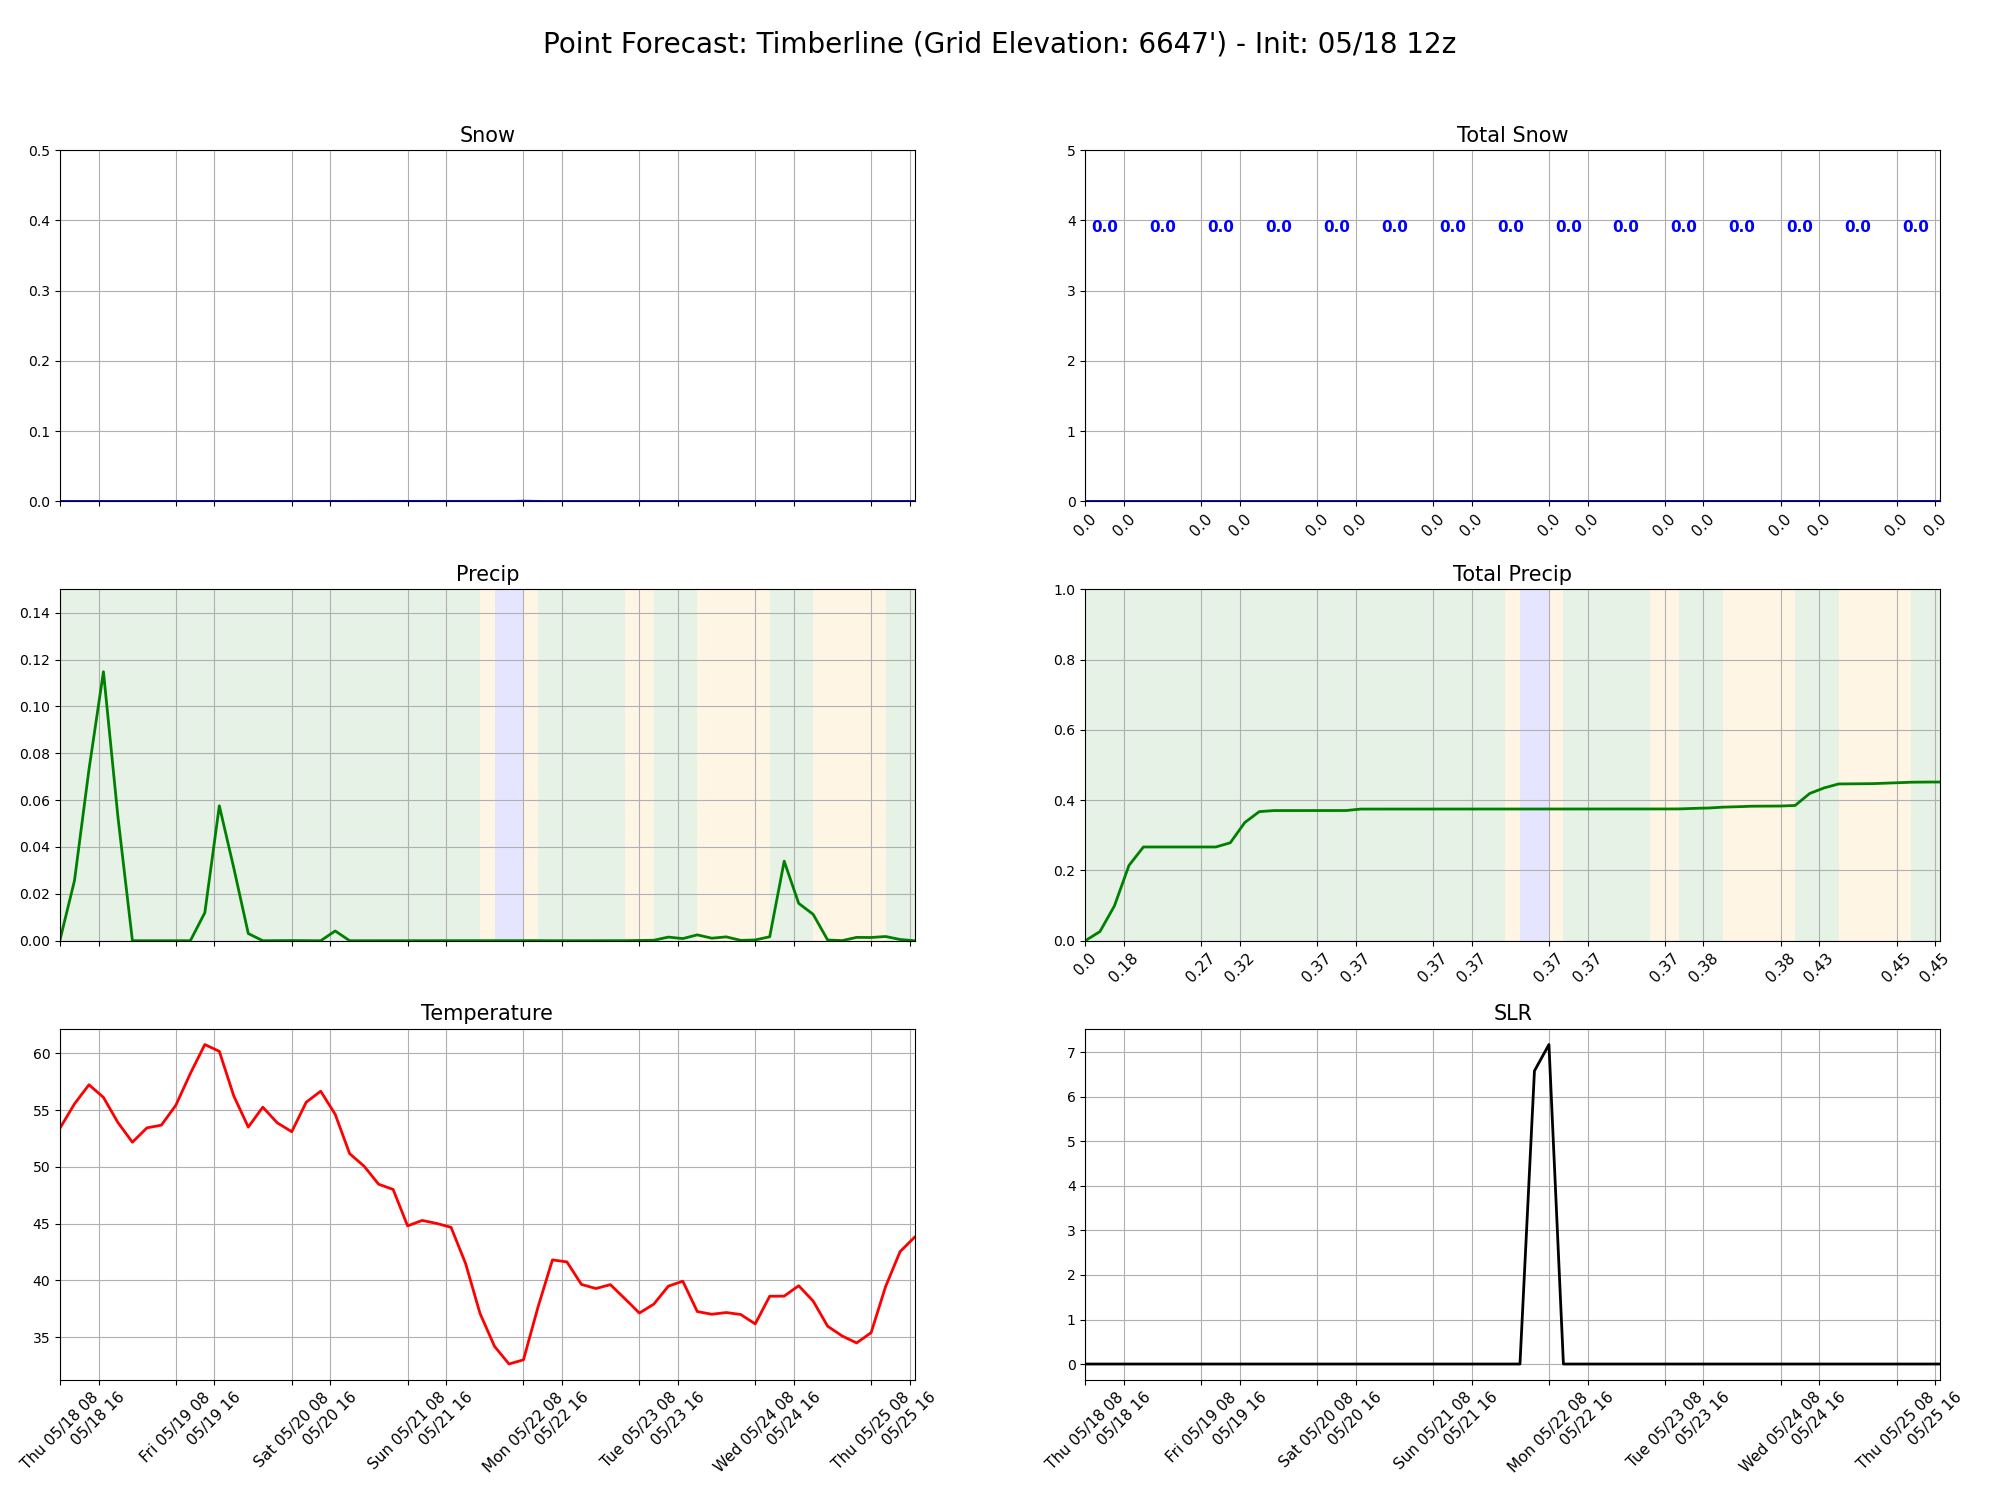 Point Forecast: Timberline (Grid Elevation: 6647') - Init: 05/18 12z
Snow
0.5
0.4
0.3
0.2
0.1
0.0
Total Snow
5
4
3
2
1
0
0.0 0.0 0.0 0.0 0.0 0.0 0.0 0.0 0.0 0.0 0.0 0.0 0.0 0.0 0.0
0.0 0.0 0.0 0.0 0.0 0.0 0.0 0.0 0.0 0.0 0.0 0.0 0.0 0.0 0.0 0.0
Precip
0.14
0.12
0.10
0.08
0.06
0.04
0.02
0.00
Total Precip
1.0
0.8
0.6
0.4
0.2
0.0
0.0 0.18 0.27 0.32 0.37 0.37 0.37 0.37 0.37 0.37 0.37 0.38 0.38 0.43 0.45 0.45
Temperature
60
55
50
45
40
35
Thu 05/18 08
05/18 16
Fri 05/19 08
05/19 16
Sat 05/20 08
05/20 16
Sun 05/21 08
05/21 16
Mon 05/22 08
05/22 16
Tue 05/23 08
05/23 16
Wed 05/24 08
05/24 16
Thu 05/25 08
05/25 16
SLR
7
6
5
4
3
2
1
0
Thu 05/18 08
05/18 16
Fri 05/19 08
05/19 16
Sat 05/20 08
05/20 16
Sun 05/21 08
05/21 16
Mon 05/22 08
05/22 16
Tue 05/23 08
05/23 16
Wed 05/24 08
05/24 16
Thu 05/25 08
05/25 16